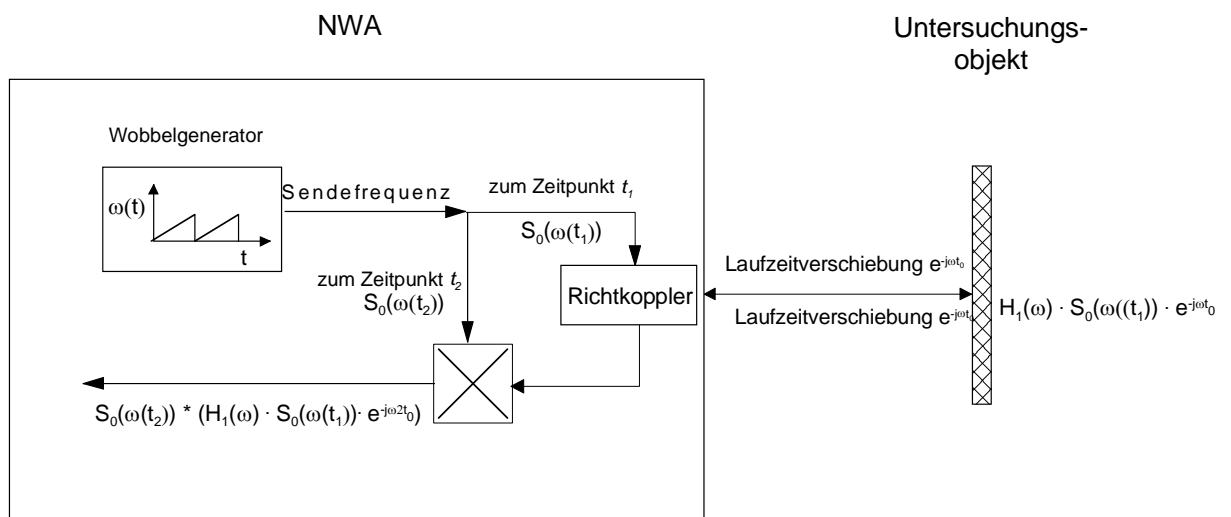 NWA
Untersuchungs-
objekt
Wobbelgenerator
ω(t)
t
Sendefrequenz
zum Zeitpunkt t₁
S₀(ω(t₁))
zum Zeitpunkt t₂
S₀(ω(t₂))
Richtkoppler
Laufzeitverschiebung e^-jωt₀
Laufzeitverschiebung e^-jωt₀
H₁(ω) · S₀(ω((t₁)) · e^-jωt₀
S₀(ω(t₂)) * (H₁(ω) · S₀(ω(t₁)) · e^-jω2t₀)